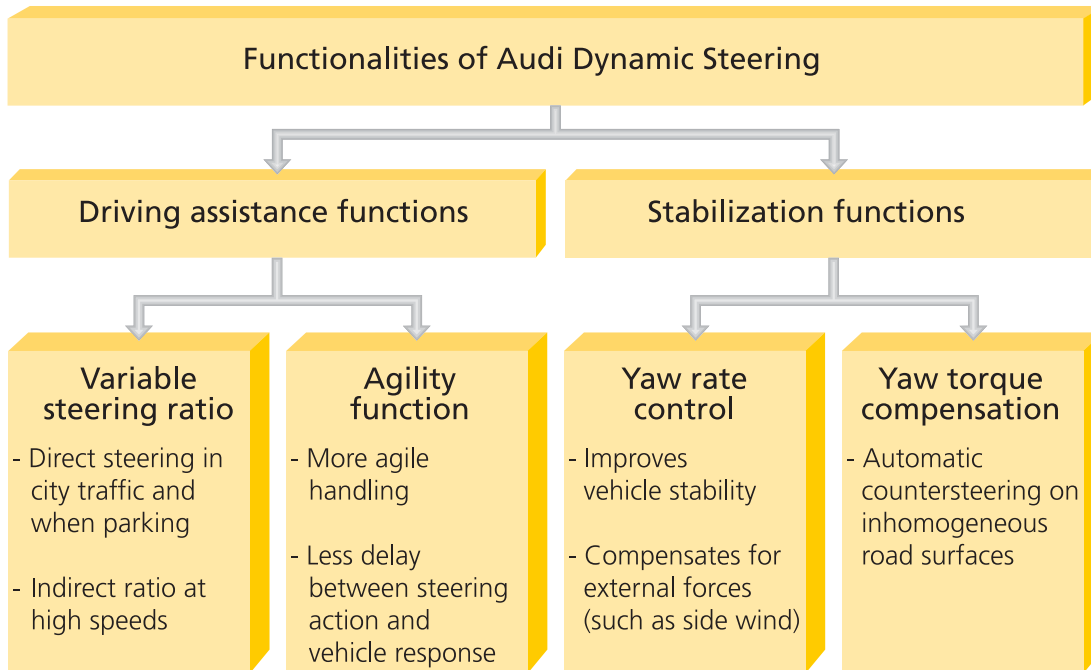 Functionalities of Audi Dynamic Steering
Driving assistance functions
Stabilization functions
Variable
steering ratio
- Direct steering in
city traffic and
when parking
- Indirect ratio at
high speeds
Agility
function
- More agile
handling
- Less delay
between steering
action and
vehicle response
Yaw rate
control
- Improves
vehicle stability
- Compensates for
external forces
(such as side wind)
Yaw torque
compensation
- Automatic
countersteering on
inhomogeneous
road surfaces